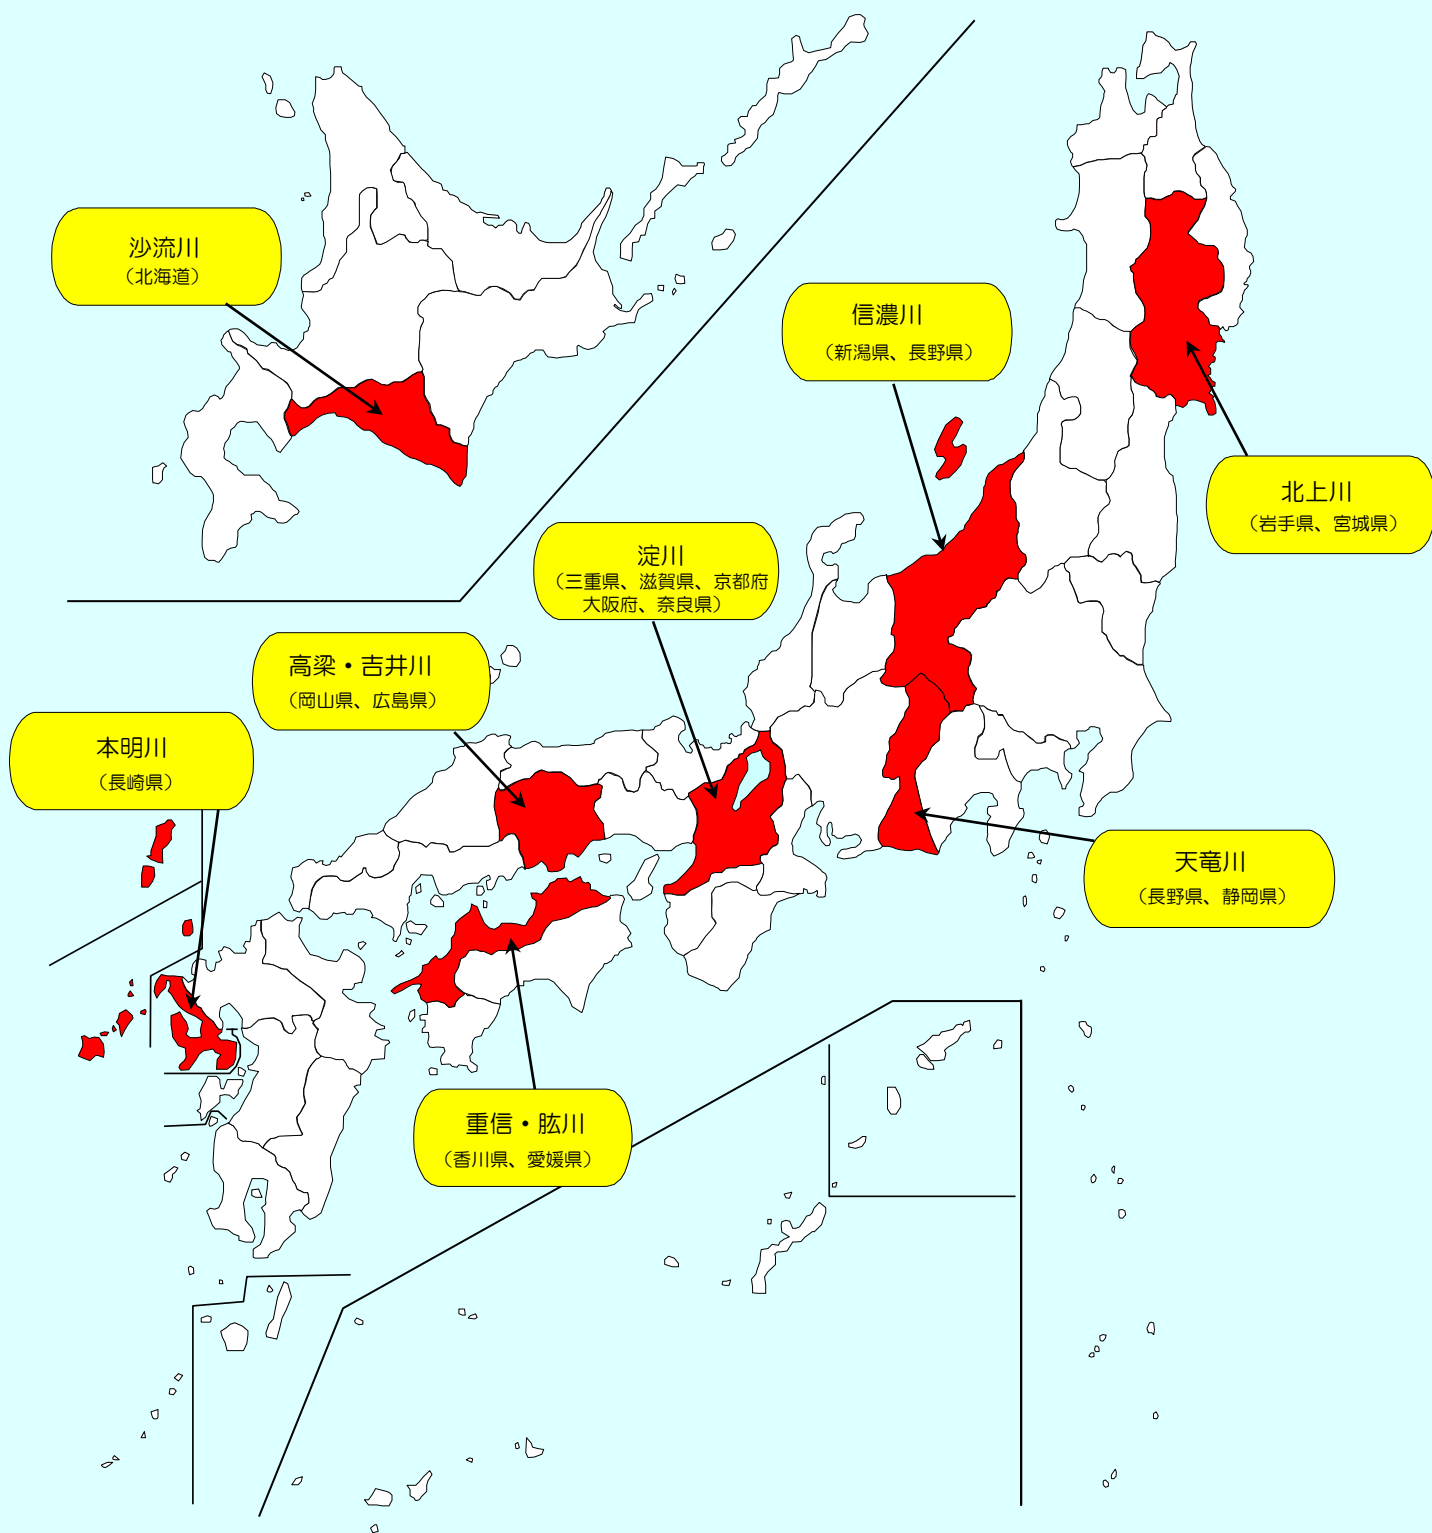 沙流川
（北海道）
信濃川
（新潟県、長野県）
北上川
（岩手県、宮城県）
淀川
（三重県、滋賀県、京都府
大阪府、奈良県）
高梁・吉井川
（岡山県、広島県）
本明川
（長崎県）
天竜川
（長野県、静岡県）
重信・肱川
（香川県、愛媛県）